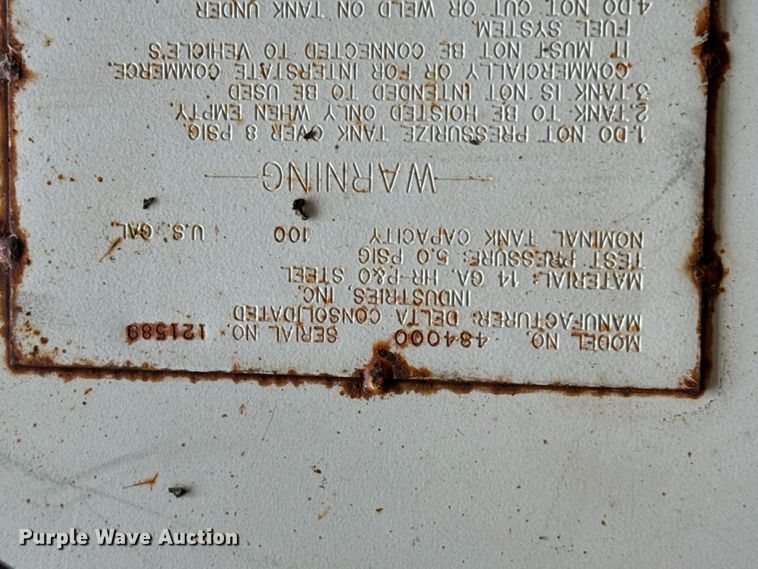 MODEL NO. 484000 SERIAL NO. 121589
MANUFACTURER: DELTA CONSOLIDATED
INDUSTRIES, INC.
MATERIAL: 14 GA. HR-P&O STEEL
TEST PRESSURE: 5.0 PSIG
NOMINAL TANK CAPACITY 100 U.S. GAL.
WARNING
1.DO NOT PRESSURIZE TANK OVER 8 PSIG
2.TANK TO BE HOISTED ONLY WHEN EMPTY.
3.TANK IS NOT INTENDED TO BE USED
COMMERCIALLY OR FOR INTERSTATE COMMERCE.
IT MUST NOT BE CONNECTED TO VEHICLE'S
FUEL SYSTEM.
4.DO NOT CUT OR WELD ON TANK UNDER
Purple Wave Auction